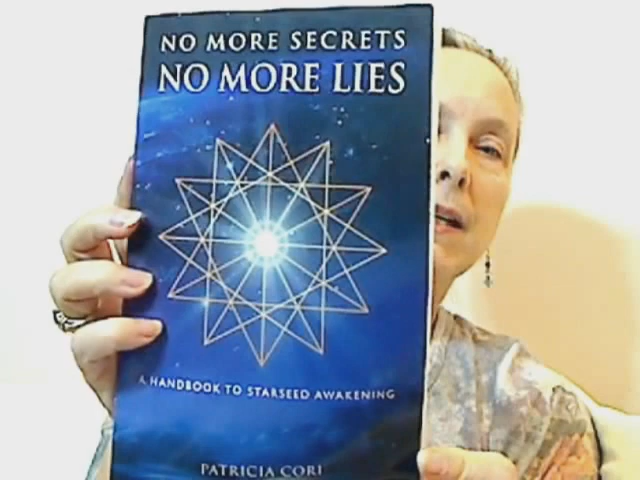 NO MORE SECRETS
NO MORE LIES
A HANDBOOK TO STARSEED AWAKENING
PATRICIA CORI